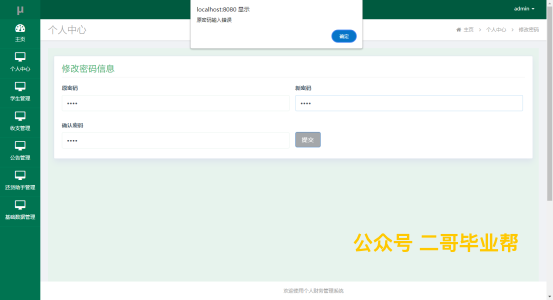 μ
admin
localhost:8080 显示
原密码输入错误
确定
个人中心
主页 > 个人中心 > 修改密码
主页
个人中心
学生管理
收支管理
公告管理
还贷助手管理
基础数据管理
修改密码信息
原密码
新密码
••••
••••
确认密码
••••
提交
公众号 二哥毕业帮
欢迎使用个人财务管理系统